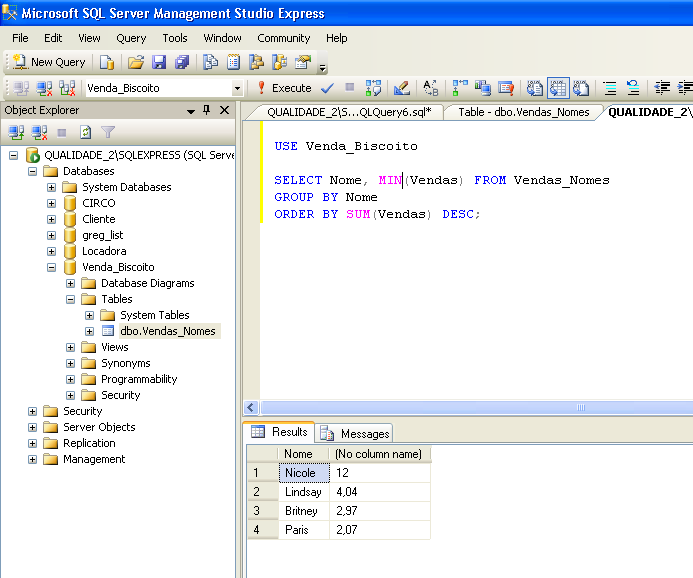 Microsoft SQL Server Management Studio Express
File Edit View Query Tools Window Community Help
New Query
Venda_Biscoito Execute
Object Explorer
QUALIDADE_2\S...QLQuery6.sql* Table - dbo.Vendas_Nomes QUALIDADE_2\
QUALIDADE_2\SQLEXPRESS (SQL Serve
Databases
System Databases
CIRCO
Cliente
greg_list
Locadora
Venda_Biscoito
Database Diagrams
Tables
System Tables
dbo.Vendas_Nomes
Views
Synonyms
Programmability
Security
Security
Server Objects
Replication
Management
USE Venda_Biscoito
SELECT Nome, MIN(Vendas) FROM Vendas_Nomes
GROUP BY Nome
ORDER BY SUM(Vendas) DESC;
Results Messages
Nome (No column name)
1 Nicole 12
2 Lindsay 4,04
3 Britney 2,97
4 Paris 2,07